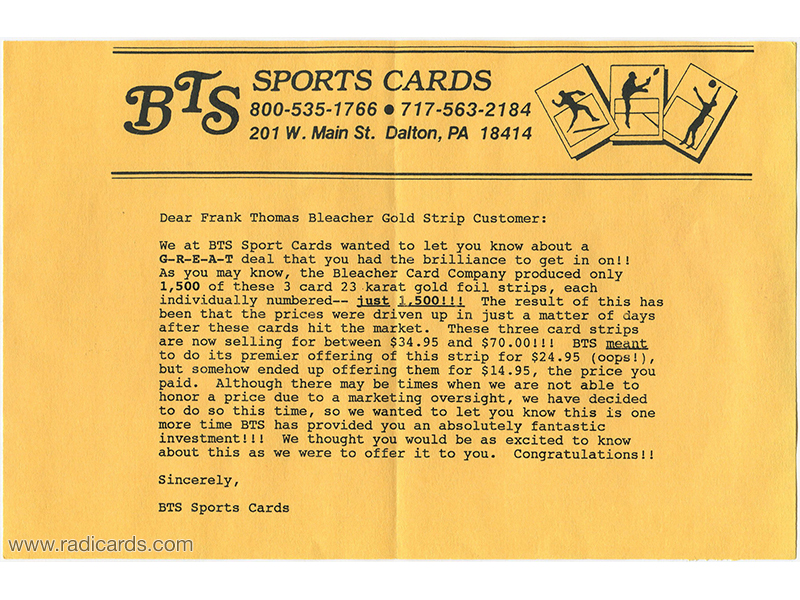 BTS SPORTS CARDS
800-535-1766 • 717-563-2184
201 W. Main St. Dalton, PA 18414
Dear Frank Thomas Bleacher Gold Strip Customer:
We at BTS Sport Cards wanted to let you know about a
G-R-E-A-T deal that you had the brilliance to get in on!!
As you may know, the Bleacher Card Company produced only
1,500 of these 3 card 23 karat gold foil strips, each
individually numbered-- just 1,500!!! The result of this has
been that the prices were driven up in just a matter of days
after these cards hit the market. These three card strips
are now selling for between $34.95 and $70.00!!! BTS meant
to do its premier offering of this strip for $24.95 (oops!),
but somehow ended up offering them for $14.95, the price you
paid. Although there may be times when we are not able to
honor a price due to a marketing oversight, we have decided
to do so this time, so we wanted to let you know this is one
more time BTS has provided you an absolutely fantastic
investment!!! We thought you would be as excited to know
about this as we were to offer it to you. Congratulations!!
Sincerely,
BTS Sports Cards
www.radicards.com